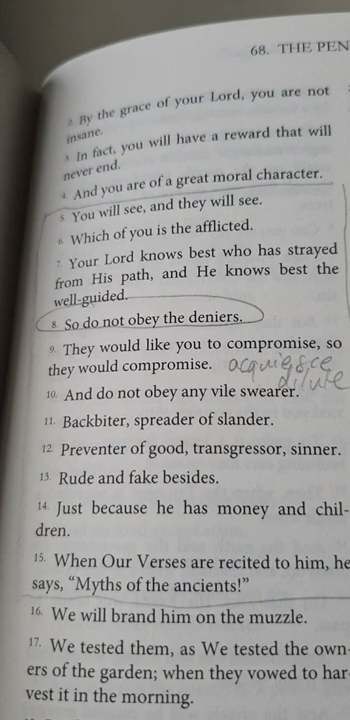 68. THE PEN
2. By the grace of your Lord, you are not
insane.
3. In fact, you will have a reward that will
never end.
4. And you are of a great moral character.
5. You will see, and they will see.
6. Which of you is the afflicted.
7. Your Lord knows best who has strayed
from His path, and He knows best the
well-guided.
8. So do not obey the deniers.
9. They would like you to compromise, so
they would compromise. acquiesce
dilute
10. And do not obey any vile swearer.
11. Backbiter, spreader of slander.
12. Preventer of good, transgressor, sinner.
13. Rude and fake besides.
14. Just because he has money and chil-
dren.
15. When Our Verses are recited to him, he
says, “Myths of the ancients!”
16. We will brand him on the muzzle.
17. We tested them, as We tested the own-
ers of the garden; when they vowed to har-
vest it in the morning.